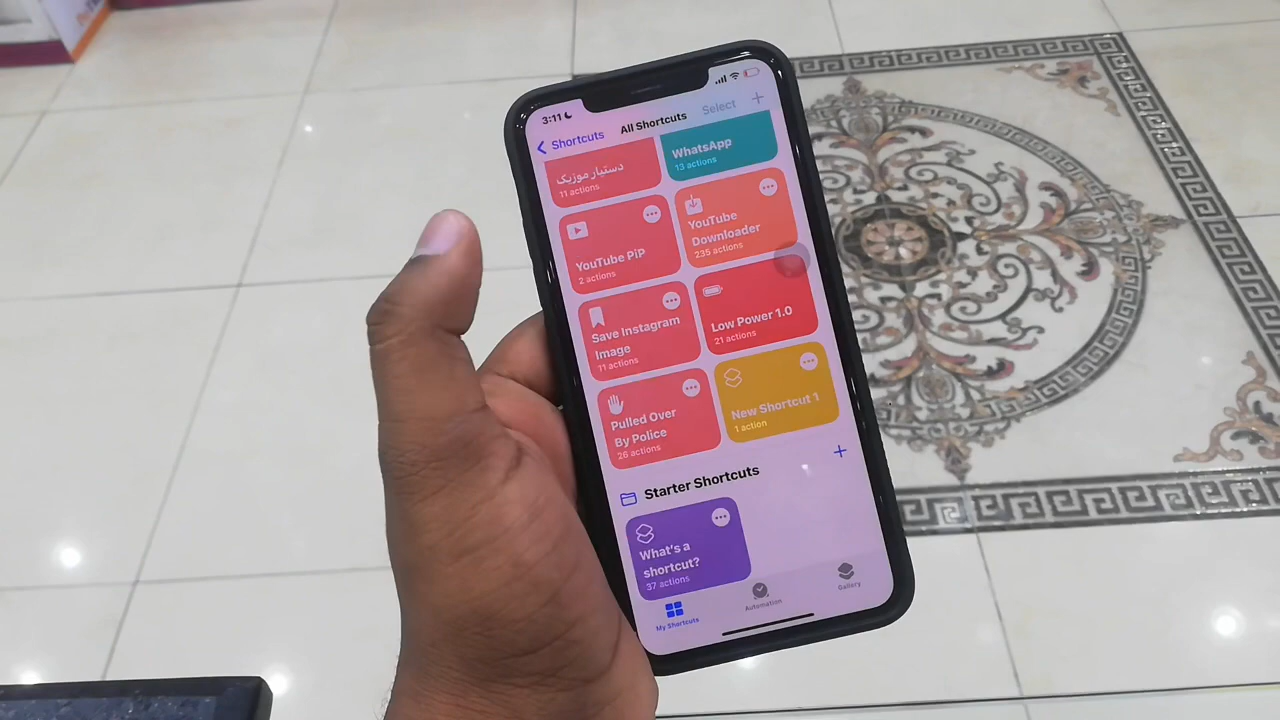 3:11
Shortcuts
All Shortcuts
Select
دستیار موزیک
11 actions
WhatsApp
13 actions
YouTube PiP
2 actions
YouTube
Downloader
235 actions
Save Instagram
Image
11 actions
Low Power 1.0
21 actions
Pulled Over
By Police
26 actions
New Shortcut 1
1 action
Starter Shortcuts
What's a
shortcut?
37 actions
My Shortcuts
Automation
Gallery